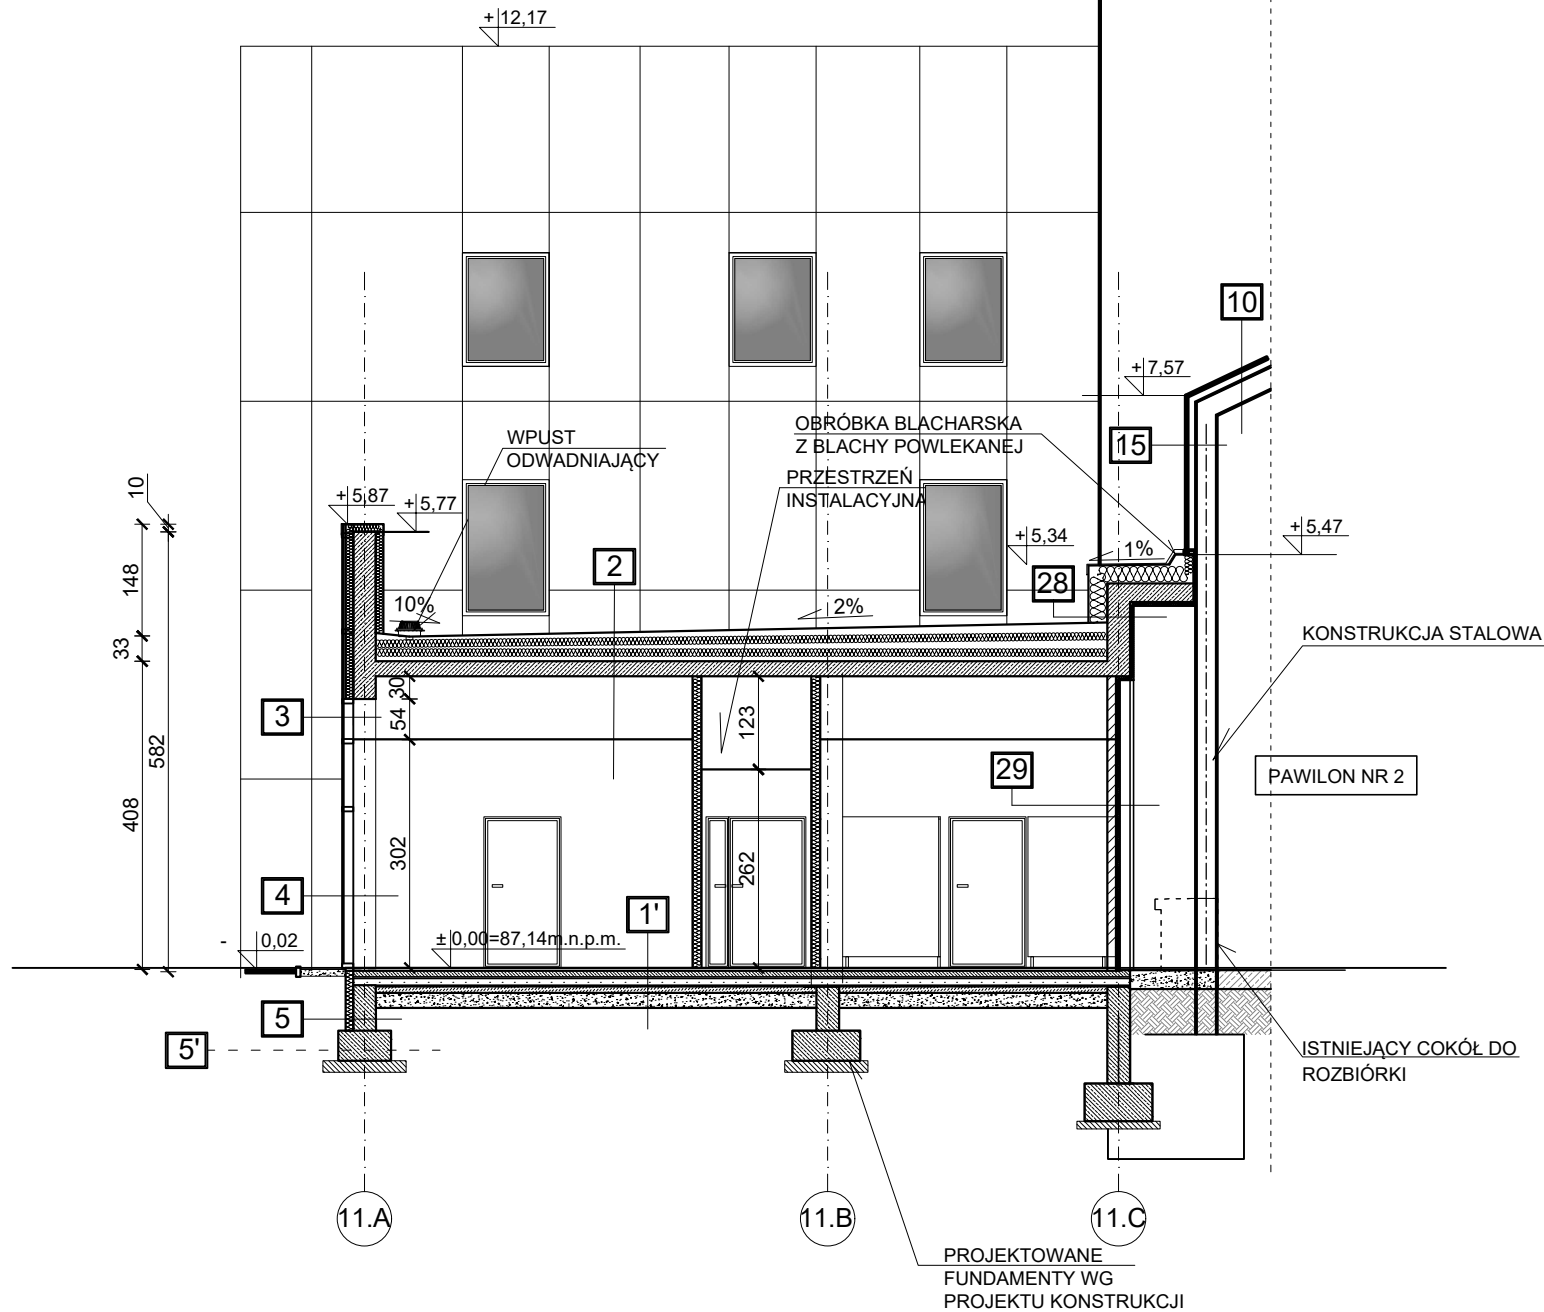 +12,17
10
+7,57
OBRÓBKA BLACHARSKA
Z BLACHY POWLEKANEJ
15
WPUST
ODWADNIAJĄCY
PRZESTRZEŃ
INSTALACYJNA
10
+5,87
+5,77
+5,34
1%
+5,47
2
28
148
10%
2%
33
KONSTRUKCJA STALOWA
30
3
54
123
582
29
PAWILON NR 2
408
302
262
4
1'
- 0,02
±0,00=87,14m.n.p.m.
5
5'
ISTNIEJĄCY COKÓŁ DO
ROZBIÓRKI
11.A
11.B
11.C
PROJEKTOWANE
FUNDAMENTY WG
PROJEKTU KONSTRUKCJI